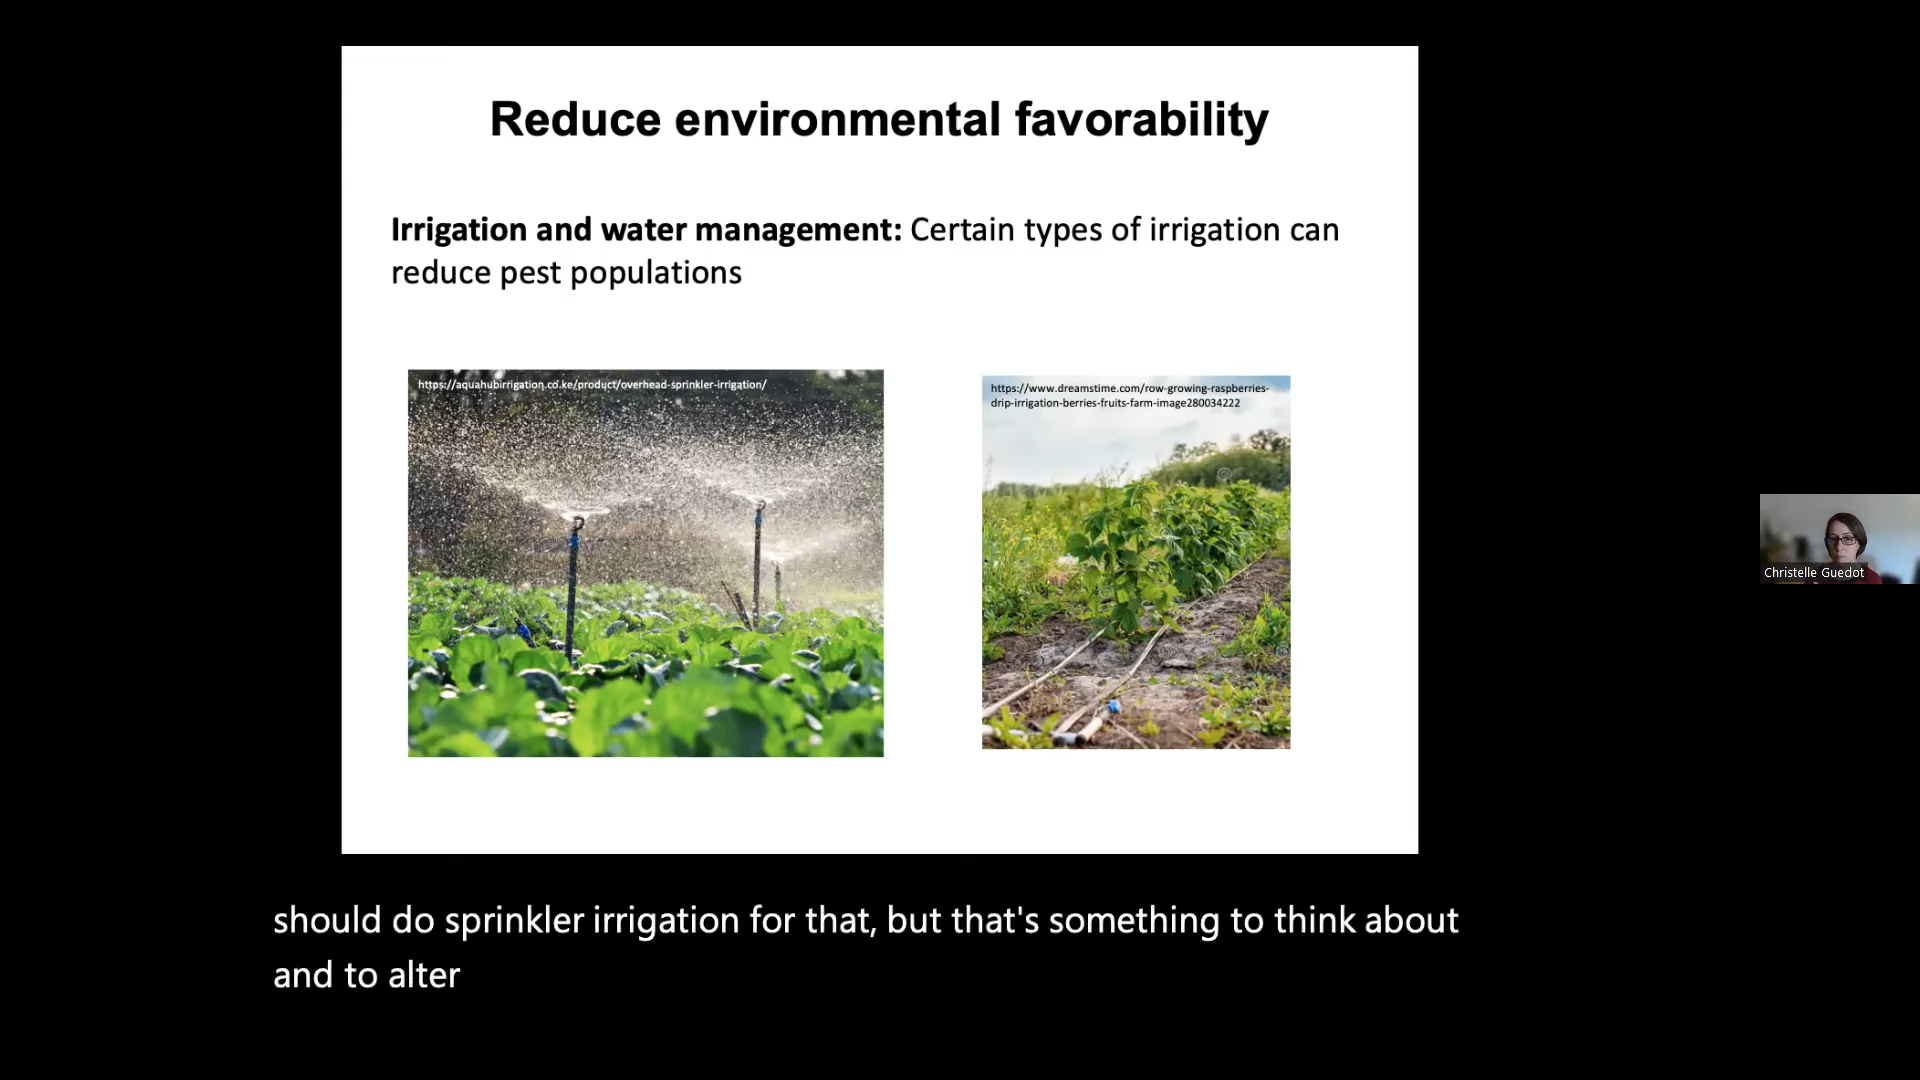 Reduce environmental favorability
Irrigation and water management: Certain types of irrigation can
reduce pest populations
https://aquahubirrigation.co.ke/product/overhead-sprinkler-irrigation/
https://www.dreamstime.com/row-growing-raspberries-
drip-irrigation-berries-fruits-farm-image280034222
Christelle Guedot
should do sprinkler irrigation for that, but that's something to think about
and to alter